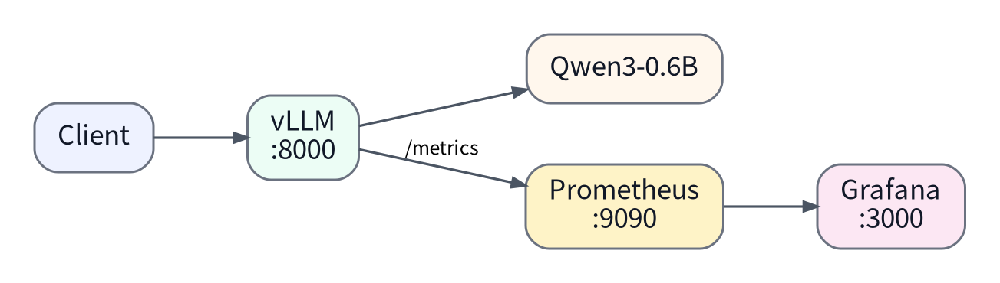 Client
vLLM
:8000
Qwen3-0.6B
/metrics
Prometheus
:9090
Grafana
:3000